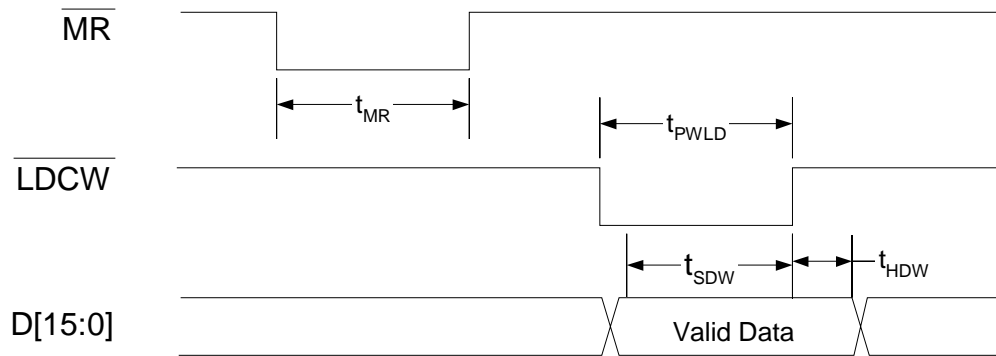 MR
tMR
tPWLD
LDCW
tSDW
tHDW
D[15:0]
Valid Data